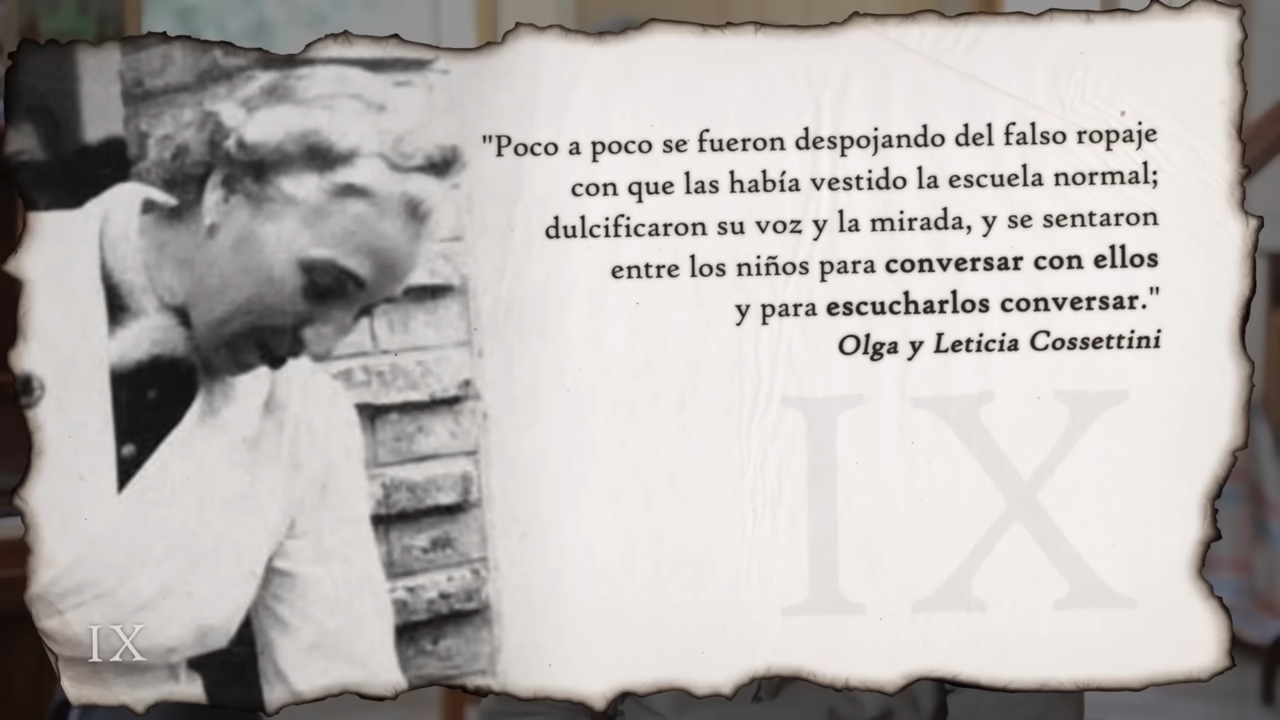 "Poco a poco se fueron despojando del falso ropaje
con que las había vestido la escuela normal;
dulcificaron su voz y la mirada, y se sentaron
entre los niños para conversar con ellos
y para escucharlos conversar."
Olga y Leticia Cossettini
IX
IX